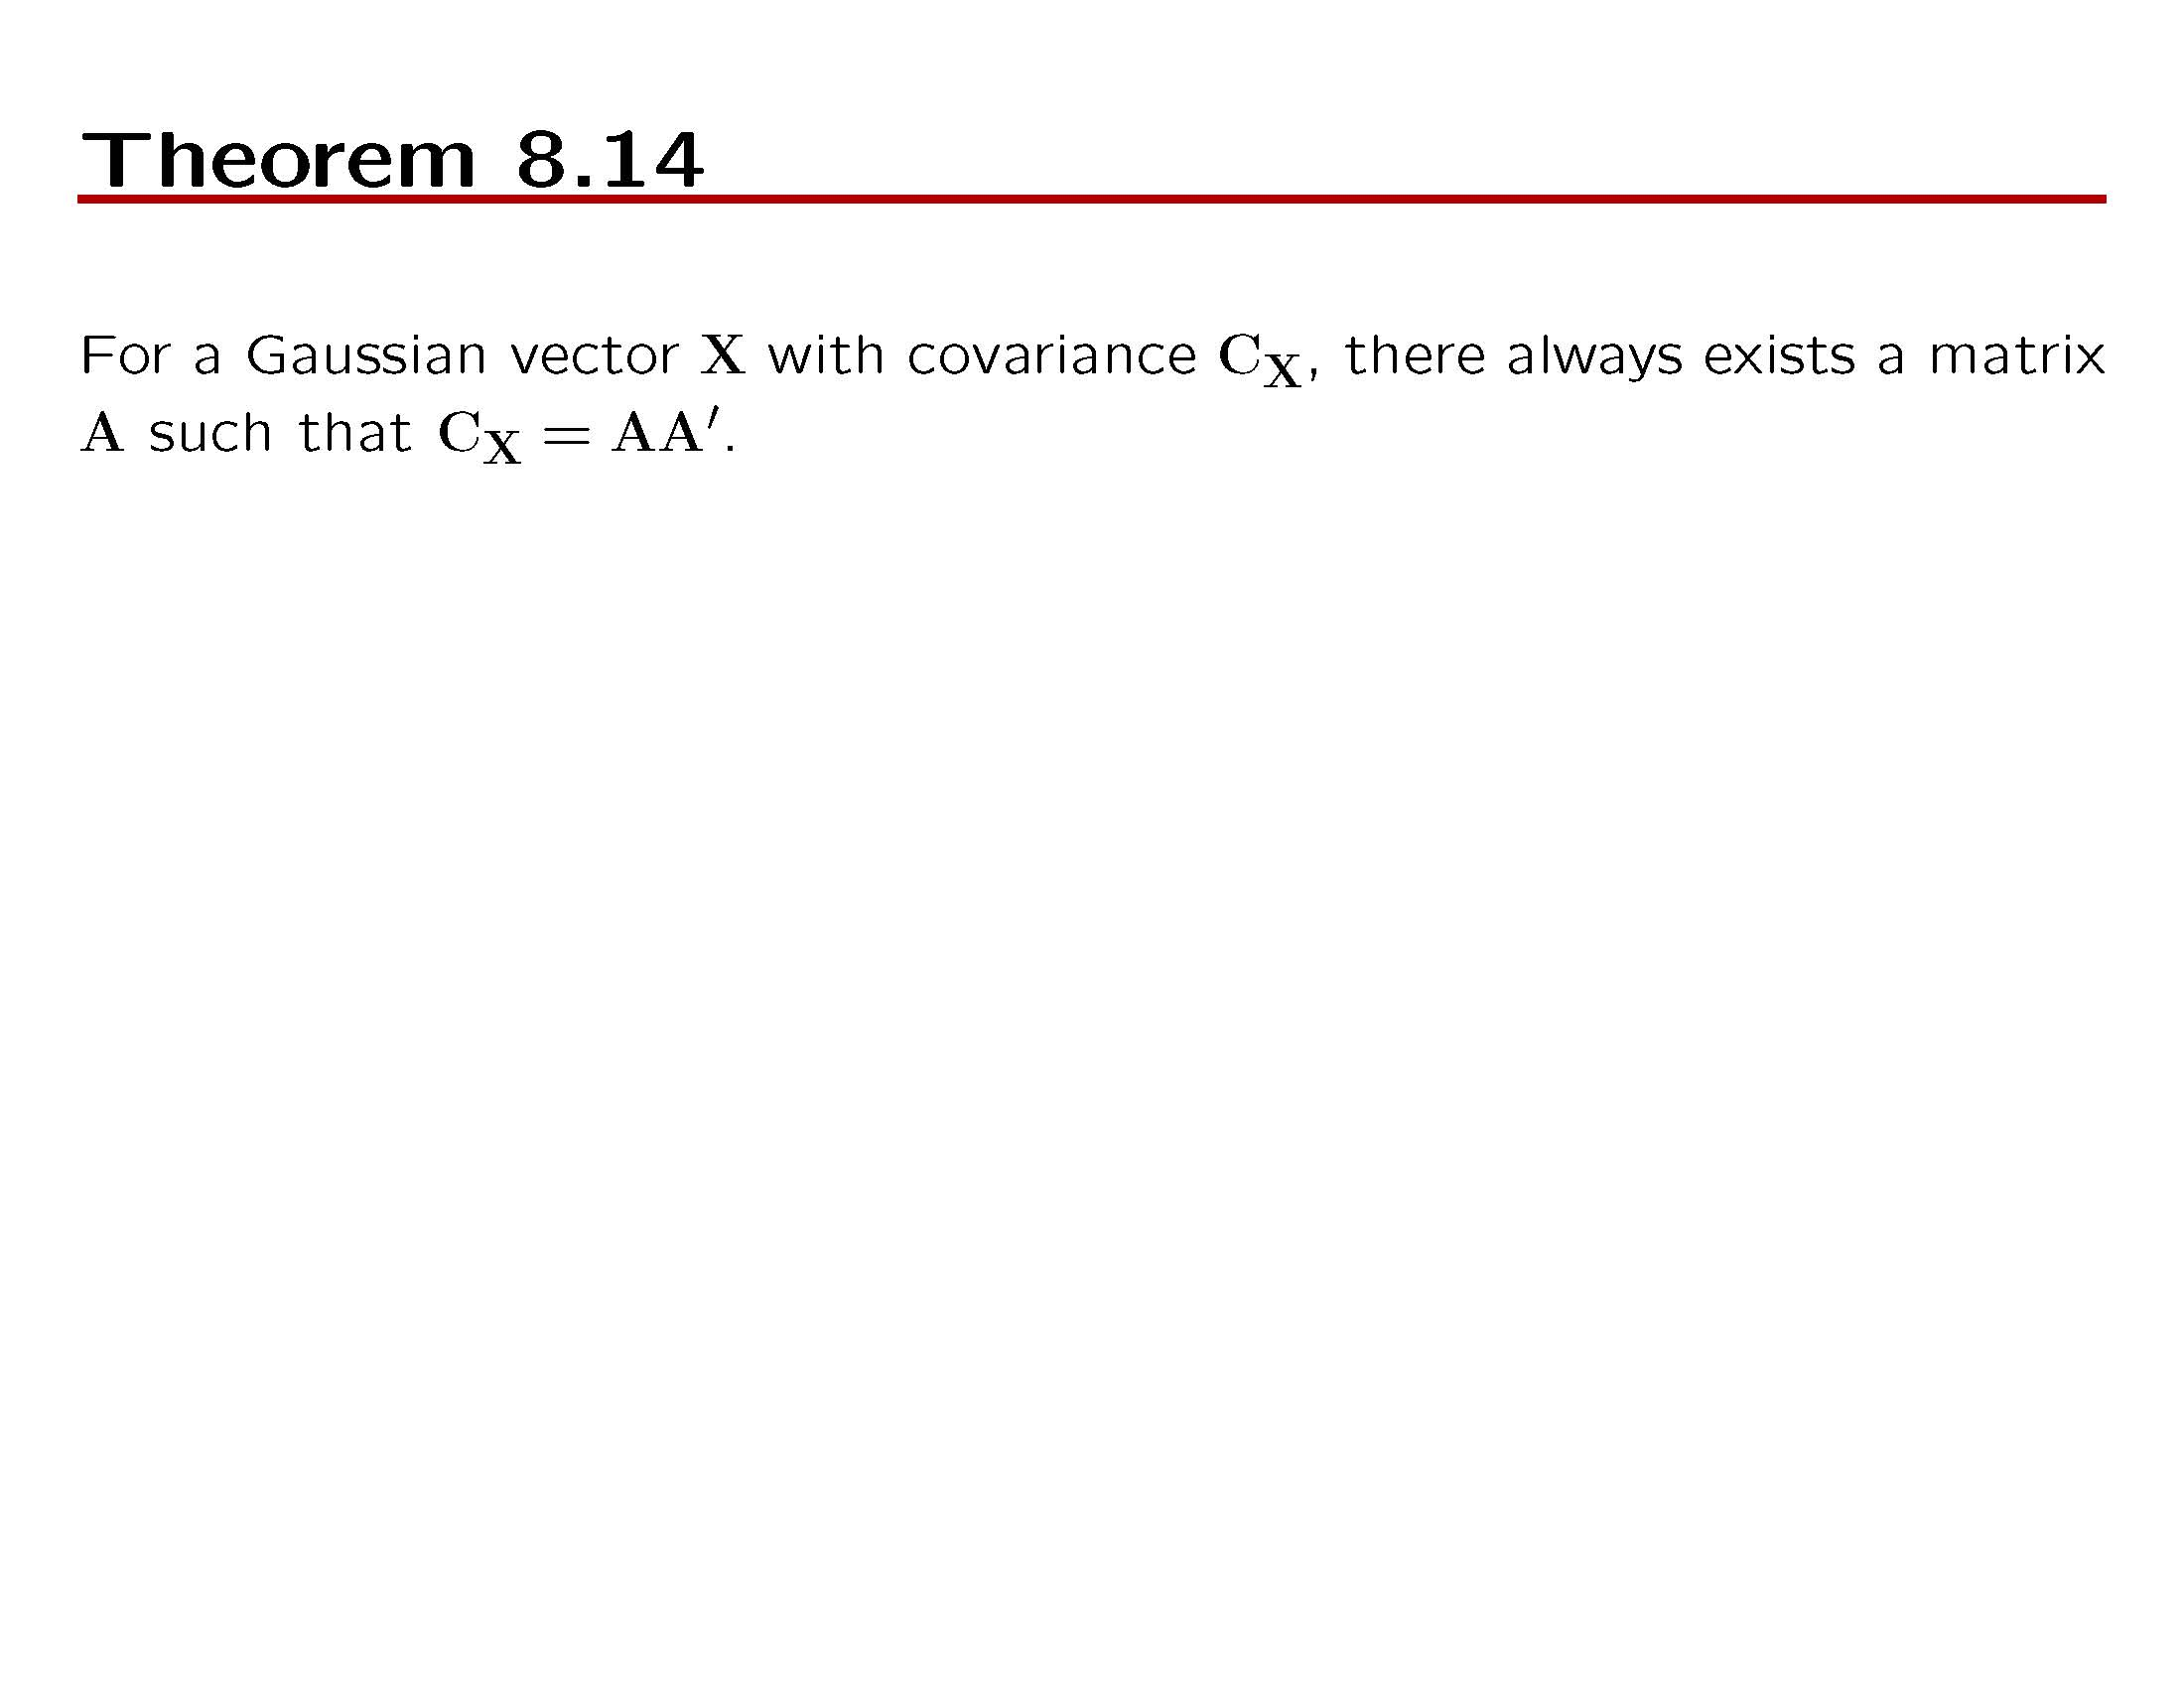 Theorem 8.14
For a Gaussian vector X with covariance C_X, there always exists a matrix
A such that C_X = AA′.